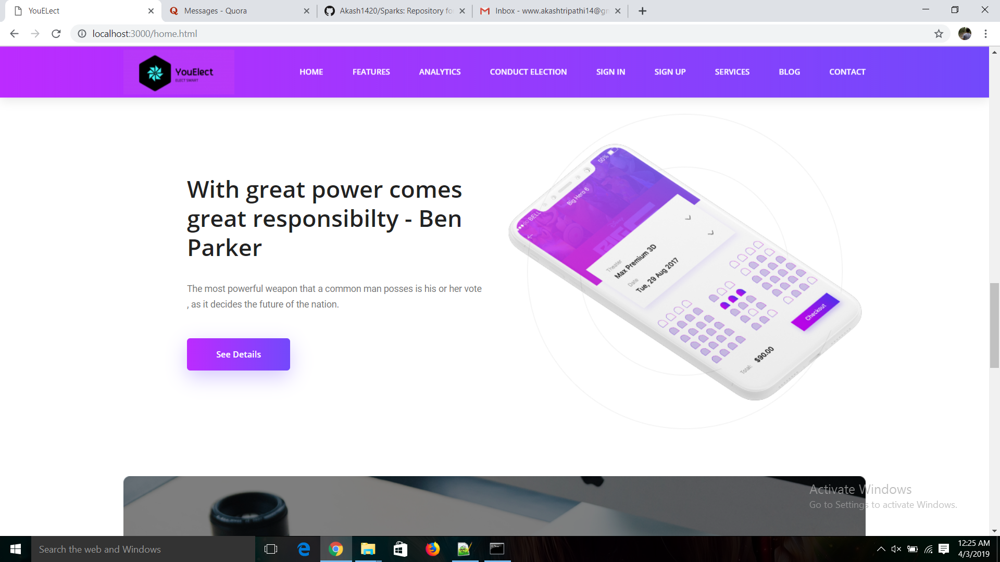 YouELect
Messages - Quora
Akash1420/Sparks: Repository fo
Inbox - www.akashtripathi14@gm
localhost:3000/home.html
YouElect
ELECT SMART
HOME
FEATURES
ANALYTICS
CONDUCT ELECTION
SIGN IN
SIGN UP
SERVICES
BLOG
CONTACT
With great power comes
great responsibilty - Ben
Parker
The most powerful weapon that a common man posses is his or her vote
, as it decides the future of the nation.
See Details
BELL
50%
Big Hero 6
Theater
Max Premium 3D
Date
Tue, 29 Aug 2017
Checkout
Total:
$90.00
Activate Windows
Go to Settings to activate Windows.
Search the web and Windows
12:25 AM
4/3/2019